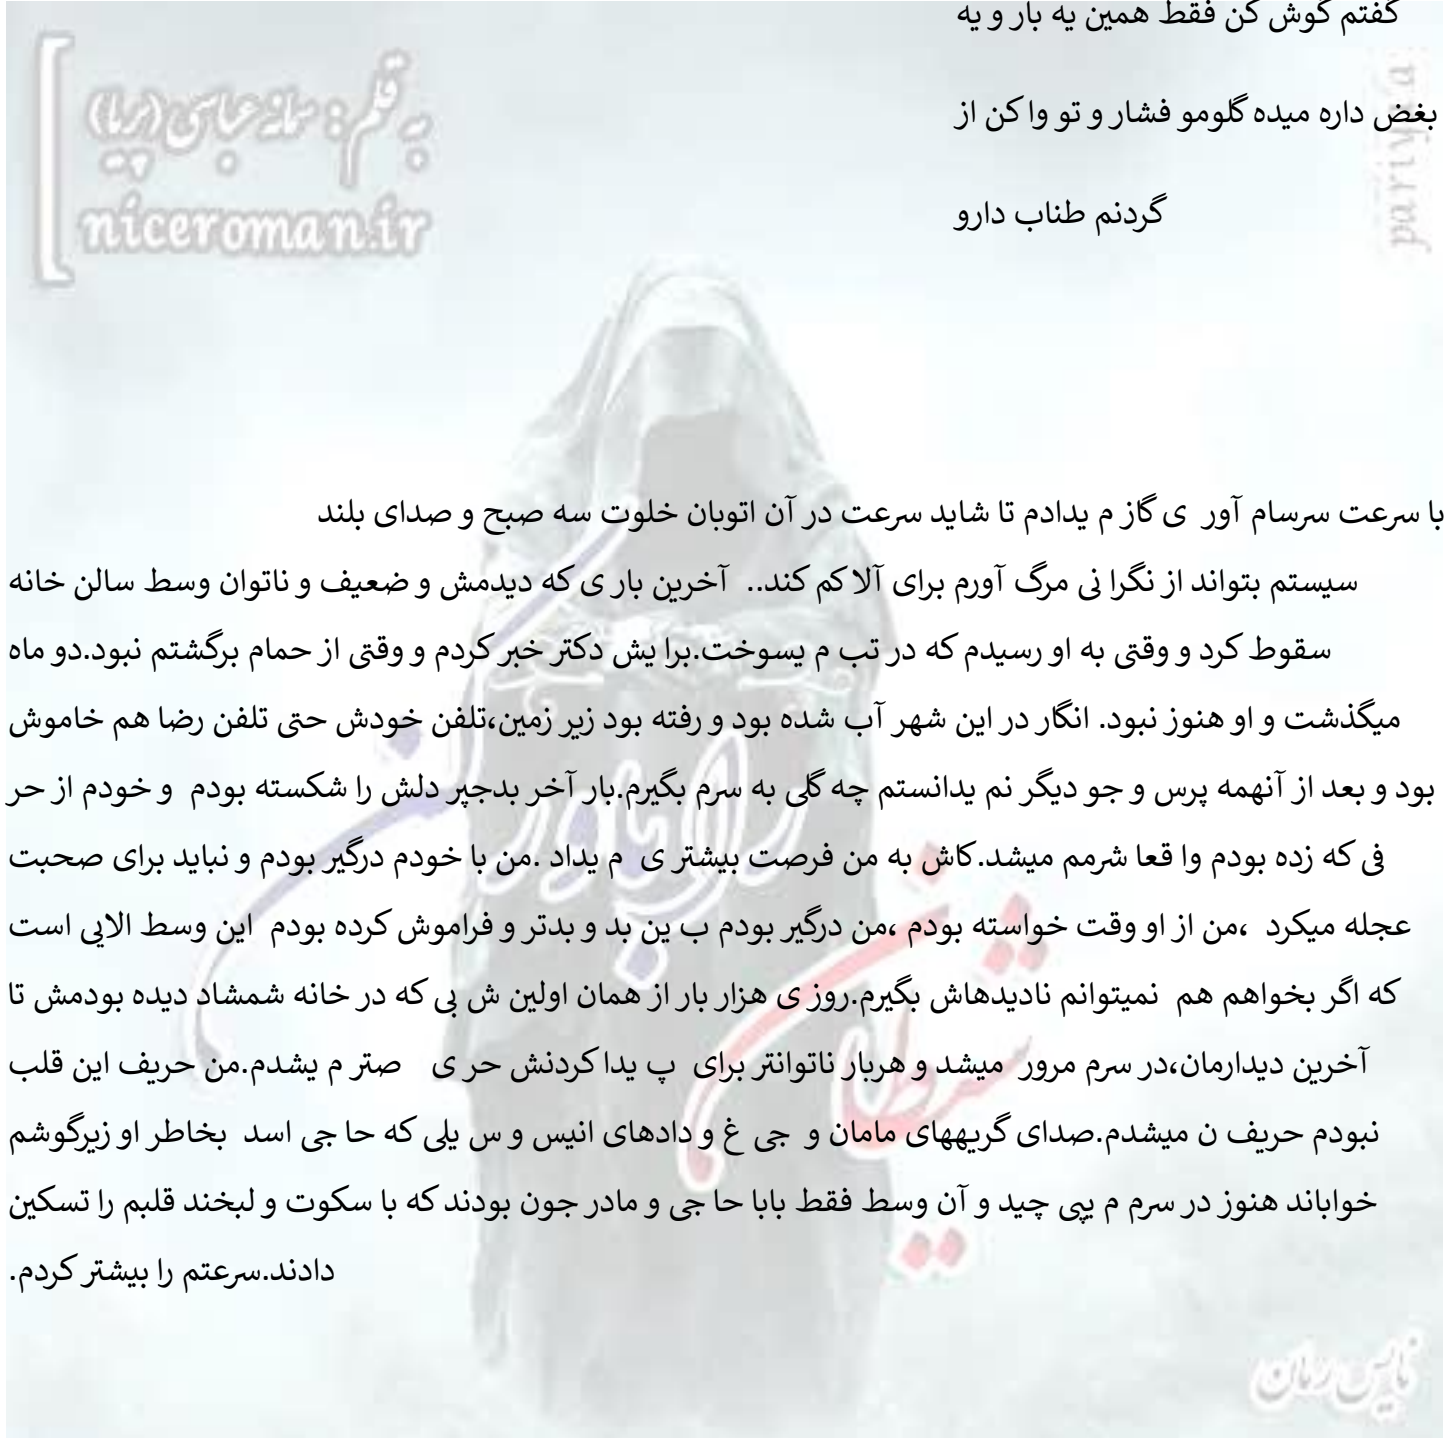 گفتم گوش کن فقط همین یه بار و یه
بغض داره میده گلومو فشار و تو وا کن از
گردنم طناب دارو
به قلم: سمانه عباسی (پریا)
niceroman.ir
pariya
با سرعت سرسام آور ی گاز م یدادم تا شاید سرعت در آن اتوبان خلوت سه صبح و صدای بلند
سیستم بتواند از نگرا نی مرگ آورم برای آلا کم کند.. آخرین بار ی که دیدمش و ضعیف و ناتوان وسط سالن خانه
سقوط کرد و وقتی به او رسیدم که در تب م یسوخت.برا یش دکتر خبر کردم و وقتی از حمام برگشتم نبود.دو ماه
میگذشت و او هنوز نبود. انگار در این شهر آب شده بود و رفته بود زیر زمین،تلفن خودش حتی تلفن رضا هم خاموش
بود و بعد از آنهمه پرس و جو دیگر نم یدانستم چه گلی به سرم بگیرم.بار آخر بدجیر دلش را شکسته بودم و خودم از حر
فی که زده بودم وا قعا شرمم میشد.کاش به من فرصت بیشتر ی م یداد .من با خودم درگیر بودم و نباید برای صحبت
عجله میکرد ،من از او وقت خواسته بودم ،من درگیر بودم ب ین بد و بدتر و فراموش کرده بودم این وسط الایی است
که اگر بخواهم هم نمیتوانم نادیدهاش بگیرم.روز ی هزار بار از همان اولین ش بی که در خانه شمشاد دیده بودمش تا
آخرین دیدارمان،در سرم مرور میشد و هربار ناتوانتر برای پ یدا کردنش حر ی صتر م یشدم.من حریف این قلب
نبودم حریف ن میشدم.صدای گریههای مامان و جی غ و دادهای انیس و س یلی که حا جی اسد بخاطر او زیرگوشم
خواباند هنوز در سرم م یپی چید و آن وسط فقط بابا حا جی و مادر جون بودند که با سکوت و لبخند قلبم را تسکین
دادند.سرعتم را بیشتر کردم.
شیطان
را باور کن
نایس رمان